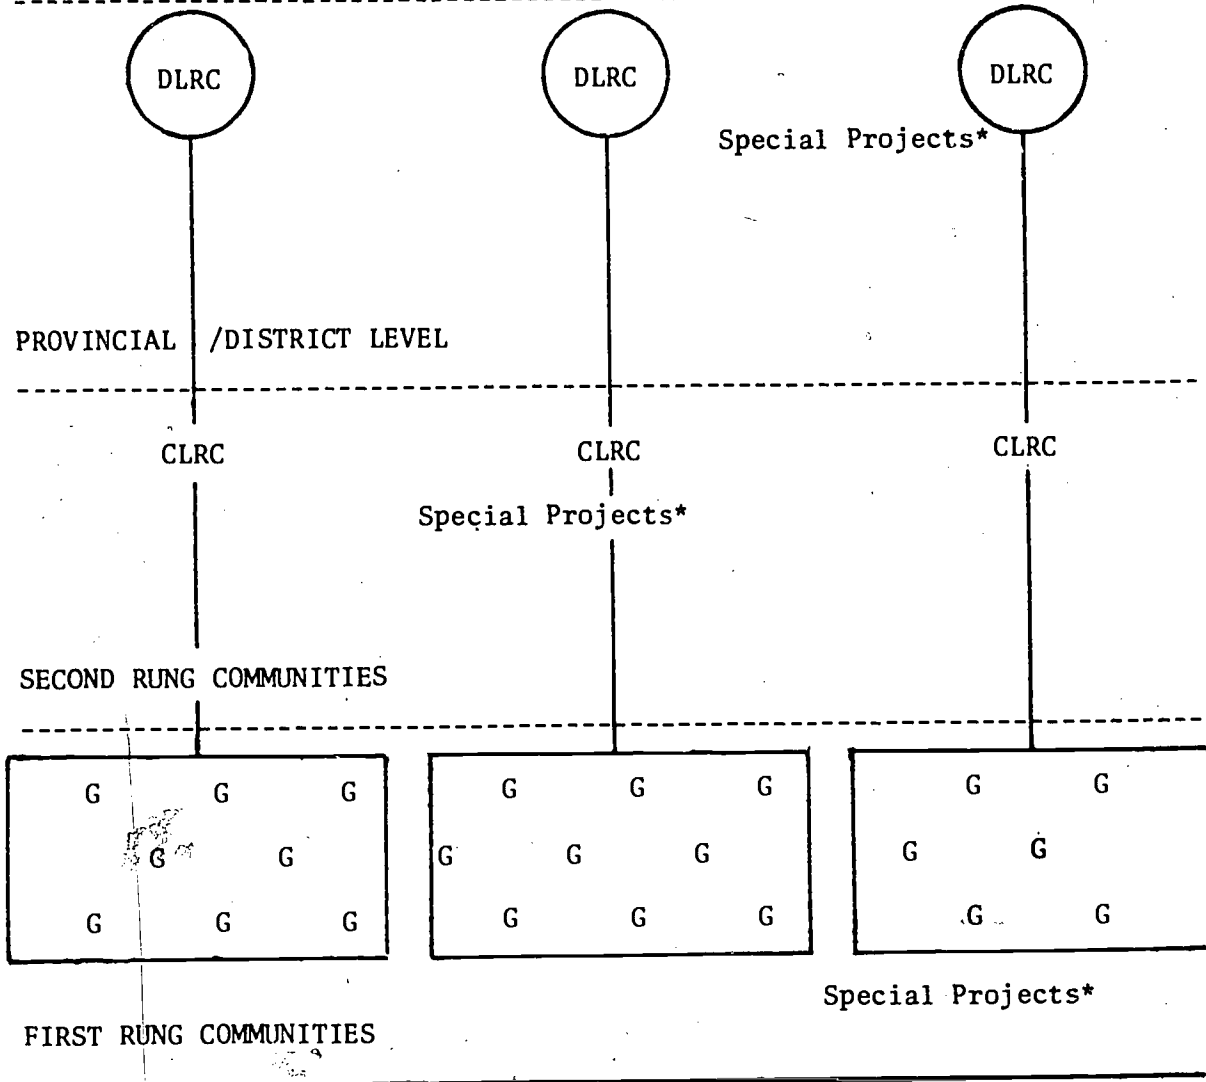 DLRC DLRC DLRC
Special Projects*
PROVINCIAL /DISTRICT LEVEL
CLRC CLRC CLRC
Special Projects*
SECOND RUNG COMMUNITIES
G G G G G G G G
G G G G G G G
G G G G G G G G
Special Projects*
FIRST RUNG COMMUNITIES